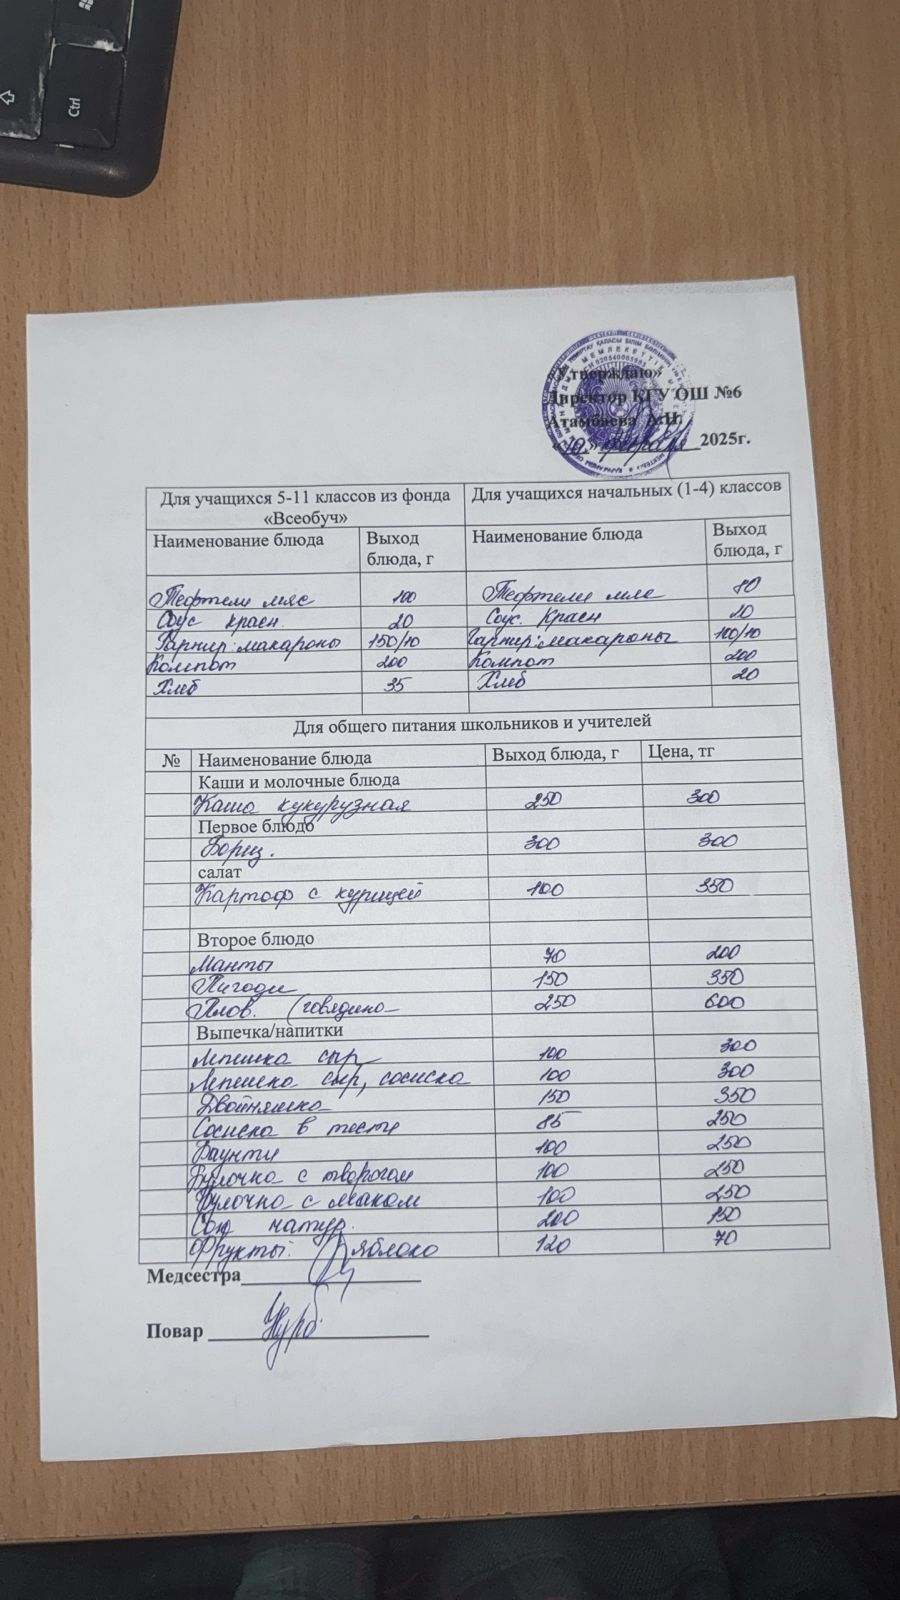 Ctrl
«Утверждаю»
Директор КГУ ОШ №6
Атамбаева А.Н.
«10» февраля 2025г.
Для учащихся 5-11 классов из фонда «Всеобуч» Для учащихся начальных (1-4) классов
Наименование блюда Выход блюда, г Наименование блюда Выход блюда, г
Тефтели мяс 100 Тефтели мяс 80
Соус красн. 20 Соус. Красн 20
Гарнир: макароны 150/10 Гарнир: макароны 100/10
Компот 200 Компот 200
Хлеб 35 Хлеб 20
Для общего питания школьников и учителей
№ Наименование блюда Выход блюда, г Цена, тг
Каши и молочные блюда
Каша кукурузная 250 300
Первое блюдо
Борщ. 300 300
салат
Картоф с курицей 100 350
Второе блюдо
Манты 70 200
Пигоди 150 350
Плов. (говядина 250 600
Выпечка/напитки
Лепешка сыр 100 300
Лепешка сыр, сосиска 100 300
Двойняшка 150 350
Сосиска в тесте 85 250
Баунти 100 250
Булочка с творогом 100 250
Булочка с маком 100 250
Сок натур. 200 150
Фрукты: яблоко 120 70
Медсестра
Повар